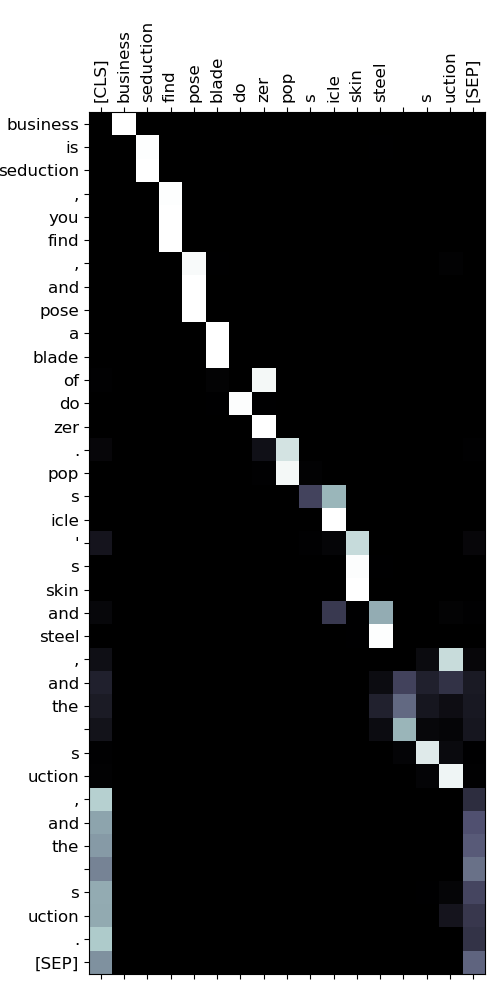 [CLS]
business
seduction
find
pose
blade
do
zer
pop
s
icle
skin
steel
s
uction
[SEP]
business
is
seduction
,
you
find
,
and
pose
a
blade
of
do
zer
.
pop
s
icle
'
s
skin
and
steel
,
and
the
s
uction
,
and
the
s
uction
.
[SEP]